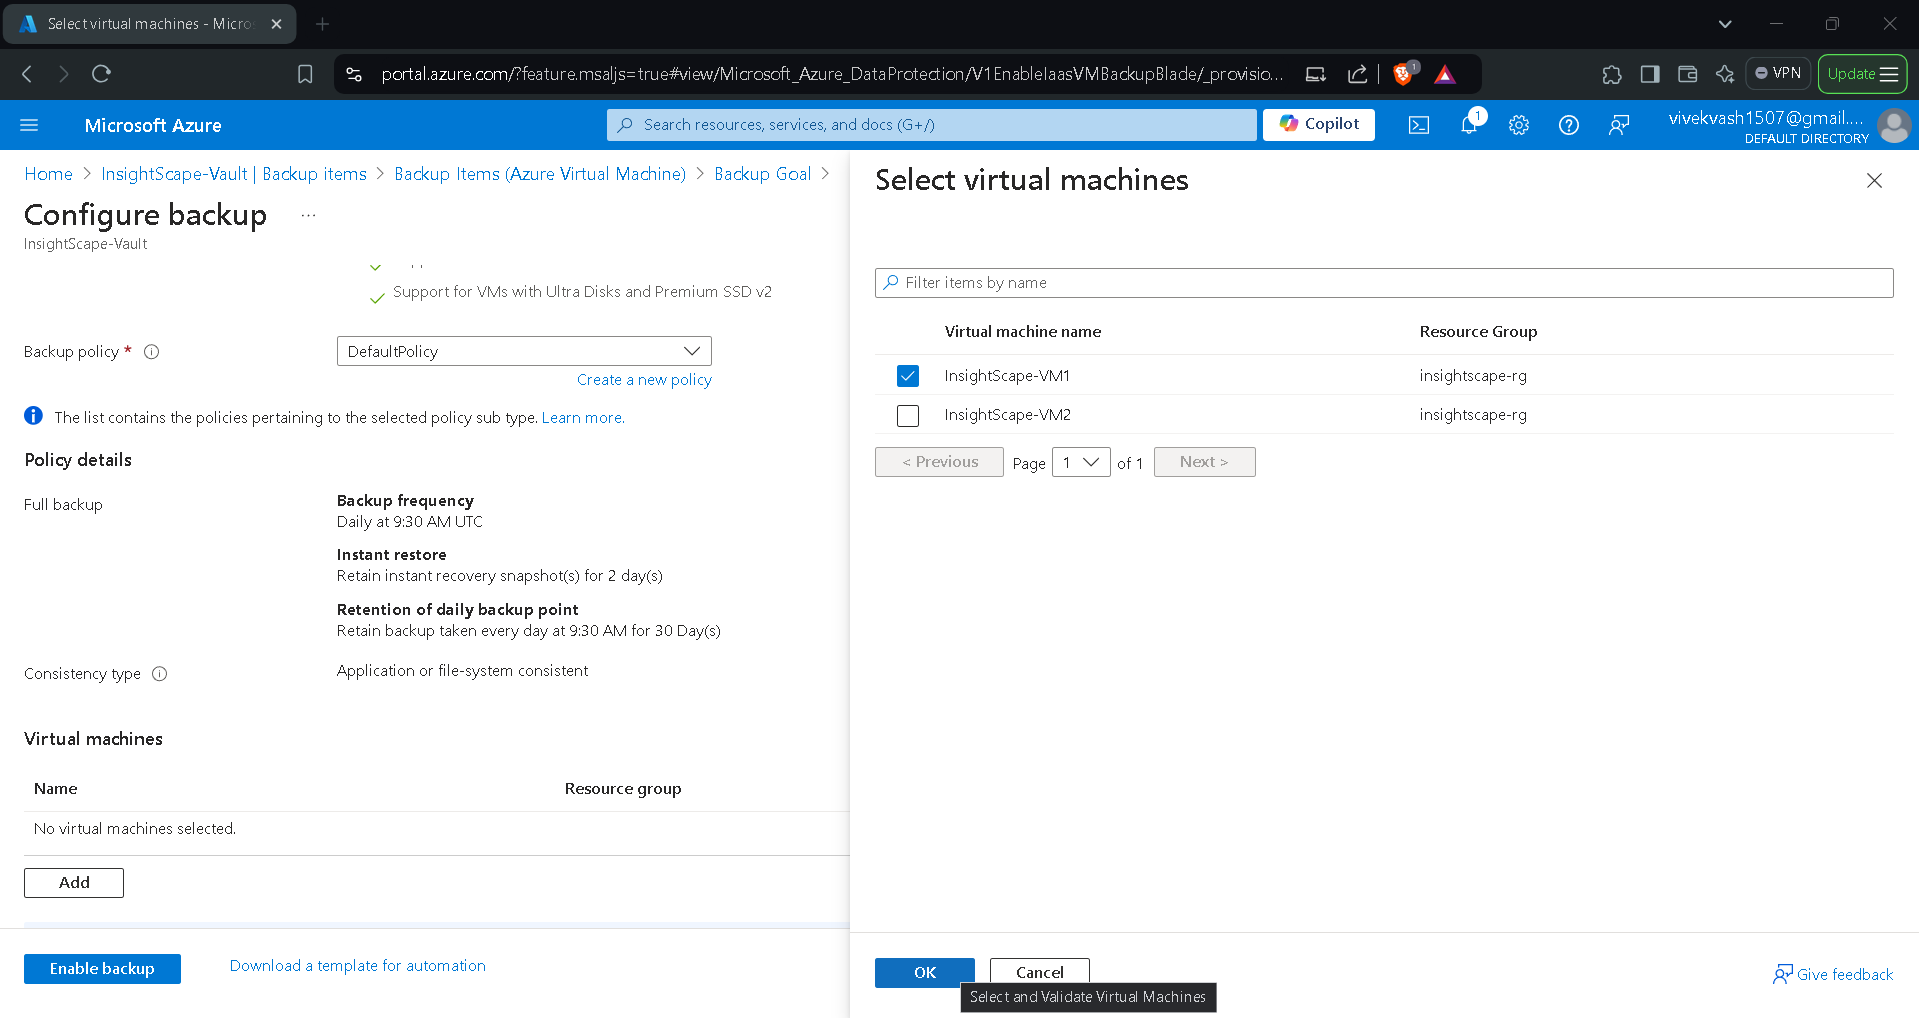 Select virtual machines - Micro
portal.azure.com/?feature.msaljs=true#view/Microsoft_Azure_DataProtection/V1EnableIaasVMBackupBlade/_provisio...
1
VPN
Update
Microsoft Azure
Search resources, services, and docs (G+/)
Copilot
1
vivekvash1507@gmail....
DEFAULT DIRECTORY
Home > InsightScape-Vault | Backup items > Backup Items (Azure Virtual Machine) > Backup Goal >
Configure backup ...
InsightScape-Vault
Support for VMs with Ultra Disks and Premium SSD v2
Backup policy *
DefaultPolicy
Create a new policy
The list contains the policies pertaining to the selected policy sub type. Learn more.
Policy details
Full backup
Backup frequency
Daily at 9:30 AM UTC
Instant restore
Retain instant recovery snapshot(s) for 2 day(s)
Retention of daily backup point
Retain backup taken every day at 9:30 AM for 30 Day(s)
Consistency type
Application or file-system consistent
Virtual machines
Name Resource group
No virtual machines selected.
Add
Enable backup
Download a template for automation
Select virtual machines
Filter items by name
Virtual machine name Resource Group
InsightScape-VM1 insightscape-rg
InsightScape-VM2 insightscape-rg
< Previous Page 1 of 1 Next >
OK
Cancel
Select and Validate Virtual Machines
Give feedback